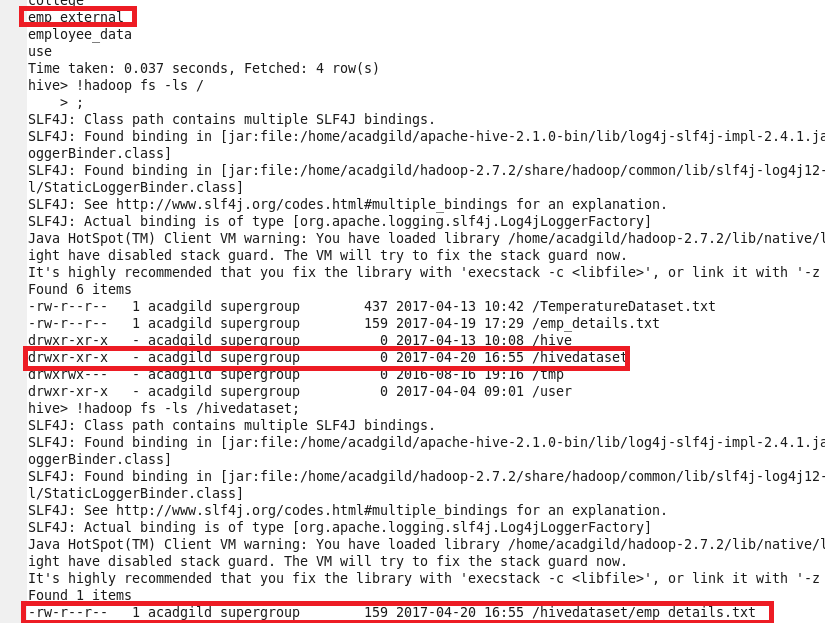 college
emp_external
employee_data
use
Time taken: 0.037 seconds, Fetched: 4 row(s)
hive> !hadoop fs -ls /
    > ;
SLF4J: Class path contains multiple SLF4J bindings.
SLF4J: Found binding in [jar:file:/home/acadgild/apache-hive-2.1.0-bin/lib/log4j-slf4j-impl-2.4.1.ja
oggerBinder.class]
SLF4J: Found binding in [jar:file:/home/acadgild/hadoop-2.7.2/share/hadoop/common/lib/slf4j-log4j12-
l/StaticLoggerBinder.class]
SLF4J: See http://www.slf4j.org/codes.html#multiple_bindings for an explanation.
SLF4J: Actual binding is of type [org.apache.logging.slf4j.Log4jLoggerFactory]
Java HotSpot(TM) Client VM warning: You have loaded library /home/acadgild/hadoop-2.7.2/lib/native/l
ight have disabled stack guard. The VM will try to fix the stack guard now.
It's highly recommended that you fix the library with 'execstack -c <libfile>', or link it with '-z
Found 6 items
-rw-r--r--   1 acadgild supergroup        437 2017-04-13 10:42 /TemperatureDataset.txt
-rw-r--r--   1 acadgild supergroup        159 2017-04-19 17:29 /emp_details.txt
drwxr-xr-x   - acadgild supergroup          0 2017-04-13 10:08 /hive
drwxr-xr-x   - acadgild supergroup          0 2017-04-20 16:55 /hivedataset
drwxrwx---   - acadgild supergroup          0 2016-08-16 19:16 /tmp
drwxr-xr-x   - acadgild supergroup          0 2017-04-04 09:01 /user
hive> !hadoop fs -ls /hivedataset;
SLF4J: Class path contains multiple SLF4J bindings.
SLF4J: Found binding in [jar:file:/home/acadgild/apache-hive-2.1.0-bin/lib/log4j-slf4j-impl-2.4.1.ja
oggerBinder.class]
SLF4J: Found binding in [jar:file:/home/acadgild/hadoop-2.7.2/share/hadoop/common/lib/slf4j-log4j12-
l/StaticLoggerBinder.class]
SLF4J: See http://www.slf4j.org/codes.html#multiple_bindings for an explanation.
SLF4J: Actual binding is of type [org.apache.logging.slf4j.Log4jLoggerFactory]
Java HotSpot(TM) Client VM warning: You have loaded library /home/acadgild/hadoop-2.7.2/lib/native/l
ight have disabled stack guard. The VM will try to fix the stack guard now.
It's highly recommended that you fix the library with 'execstack -c <libfile>', or link it with '-z
Found 1 items
-rw-r--r--   1 acadgild supergroup        159 2017-04-20 16:55 /hivedataset/emp_details.txt